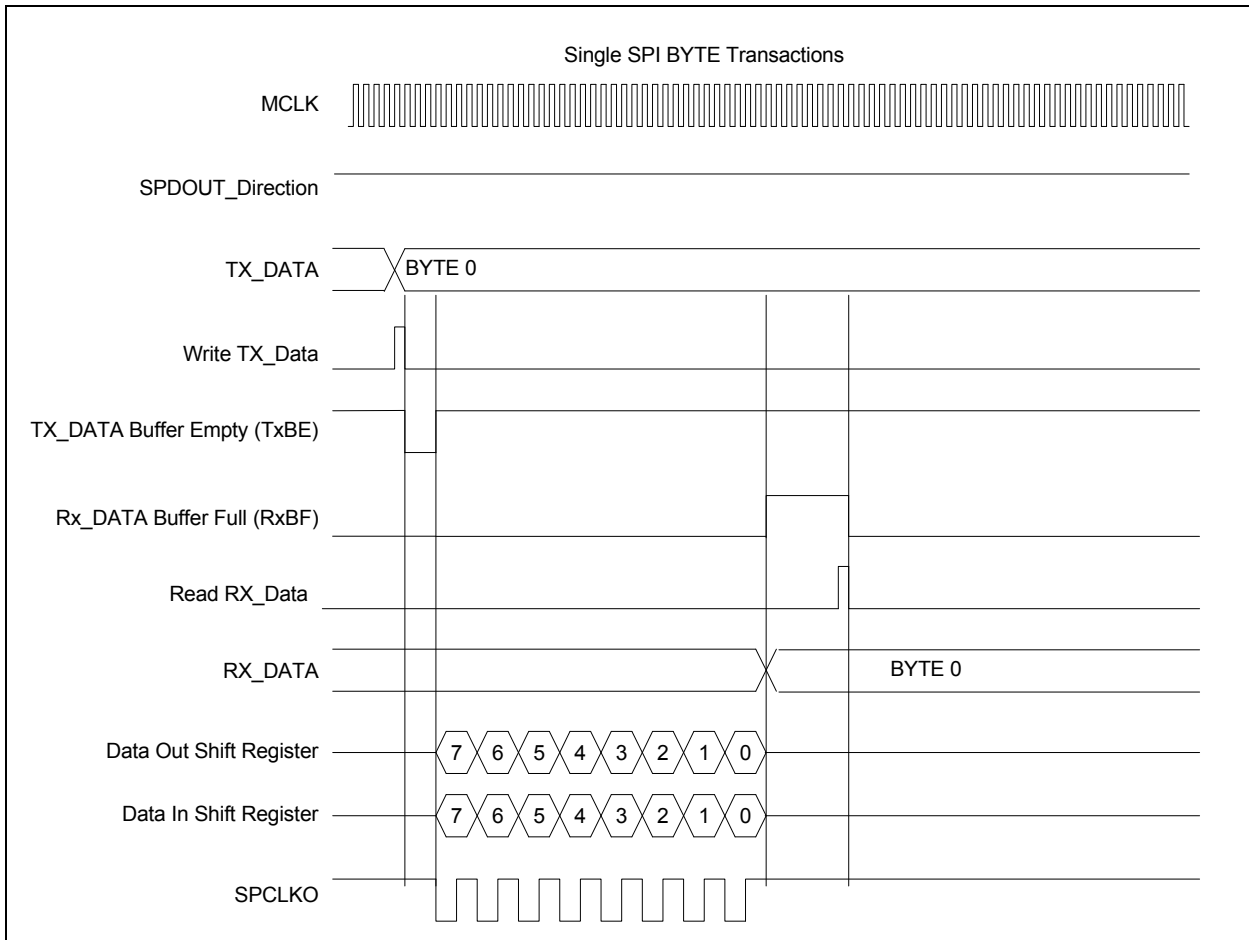 Single SPI BYTE Transactions
MCLK
SPDOUT_Direction
TX_DATA
BYTE 0
Write TX_Data
TX_DATA Buffer Empty (TxBE)
Rx_DATA Buffer Full (RxBF)
Read RX_Data
RX_DATA
BYTE 0
Data Out Shift Register
7 6 5 4 3 2 1 0
Data In Shift Register
7 6 5 4 3 2 1 0
SPCLKO